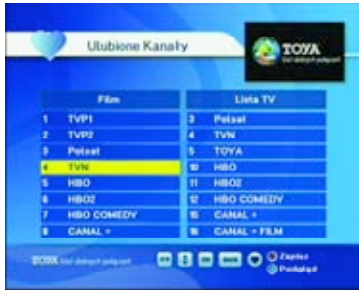 Ulubione Kanały
TOYA
Film
Lista TV
1 TVP1
2 TVP2
3 Polsat
4 TVN
5 HBO
6 HBO2
7 HBO COMEDY
8 CANAL +
3 Polsat
4 TVN
5 TOYA
10 HBO
11 HBO2
12 HBO COMEDY
15 CANAL +
16 CANAL + FILM
TOYA
Zapisz
Podgląd